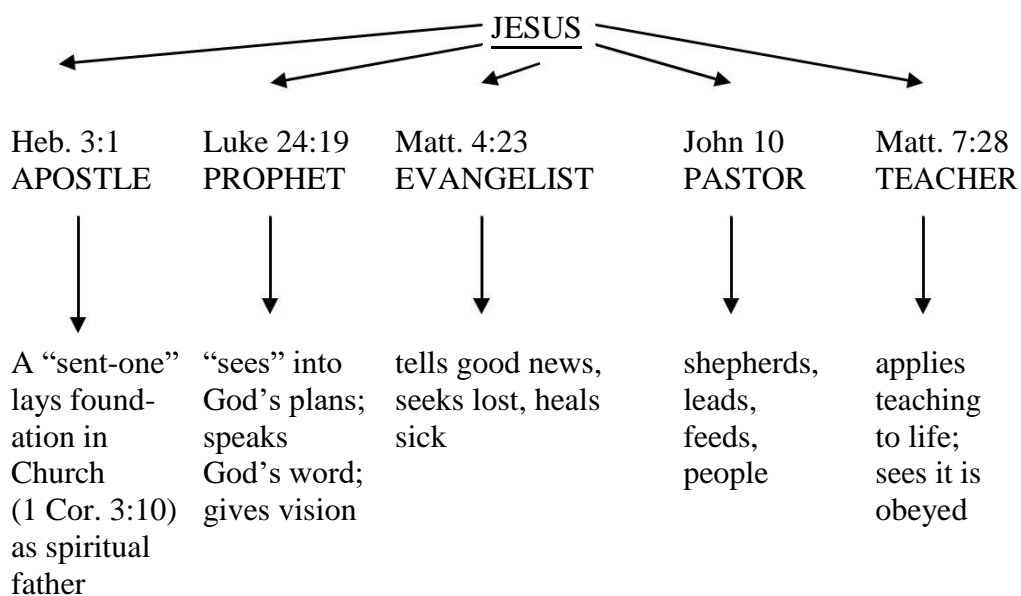 JESUS
Heb. 3:1
APOSTLE
Luke 24:19
PROPHET
Matt. 4:23
EVANGELIST
John 10
PASTOR
Matt. 7:28
TEACHER
A “sent-one”
lays found-
ation in
Church
(1 Cor. 3:10)
as spiritual
father
“sees” into
God’s plans;
speaks
God’s word;
gives vision
tells good news,
seeks lost, heals
sick
shepherds,
leads,
feeds,
people
applies
teaching
to life;
sees it is
obeyed